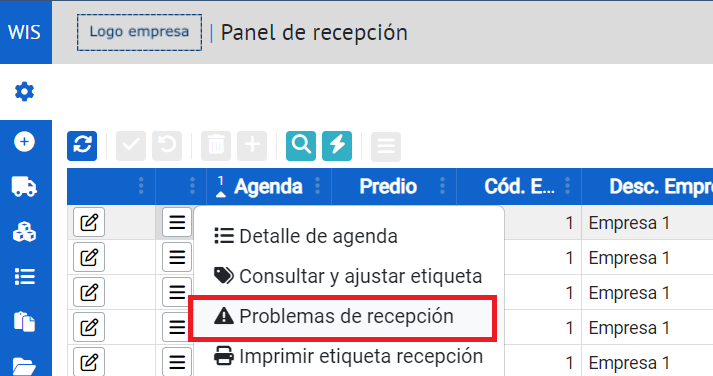 WIS Logo empresa | Panel de recepción
1 Agenda Predio Cód. E... Desc. Empre
Detalle de agenda 1 Empresa 1
Consultar y ajustar etiqueta 1 Empresa 1
1 Empresa 1
Problemas de recepción 1 Empresa 1
Imprimir etiqueta recepción 1 Empresa 1